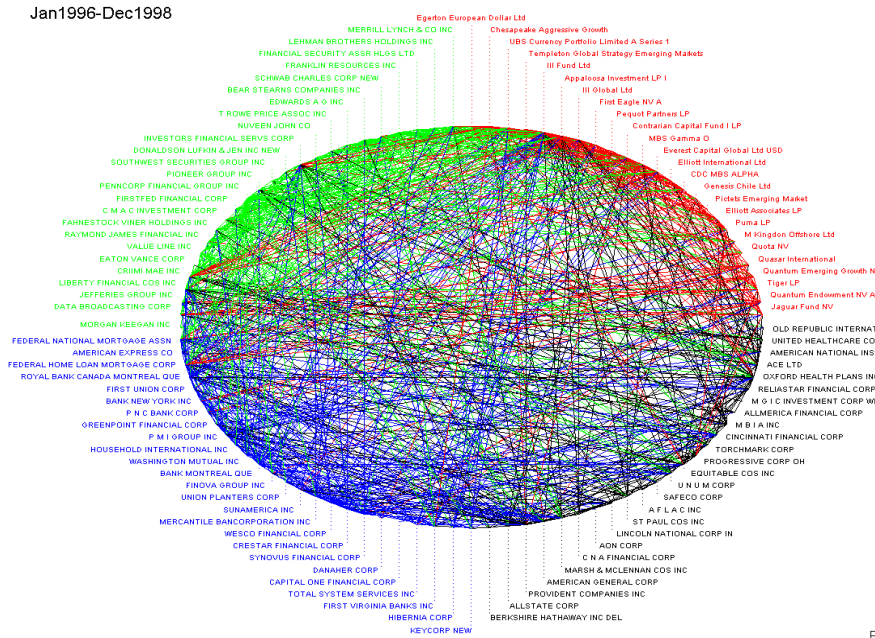 Jan1996-Dec1998
Egerton European Dollar Ltd
MERRILL LYNCH & CO INC
Chesapeake Aggressive Growth
LEHMAN BROTHERS HOLDINGS INC
UBS Currency Portfolio Limited A Series 1
FINANCIAL SECURITY ASSR HLGS LTD
Templeton Global Strategy Emerging Markets
FRANKLIN RESOURCES INC
III Fund Ltd
SCHWAB CHARLES CORP NEW
Appaloosa Investment LP I
BEAR STEARNS COMPANIES INC
III Global Ltd
EDWARDS A G INC
First Eagle NV A
T ROWE PRICE ASSOC INC
Pequot Partners LP
NUVEEN JOHN CO
Contrarian Capital Fund I LP
INVESTORS FINANCIAL SERVS CORP
MBS Gamma O
DONALDSON LUFKIN & JEN INC NEW
Everest Capital Global Ltd USD
SOUTHWEST SECURITIES GROUP INC
Elliott International Ltd
PIONEER GROUP INC
CDC MBS ALPHA
PENNCORP FINANCIAL GROUP INC
Genesis Chile Ltd
FIRSTFED FINANCIAL CORP
Pictets Emerging Market
C M A C INVESTMENT CORP
Elliott Associates LP
FAHNESTOCK VINER HOLDINGS INC
Puma LP
RAYMOND JAMES FINANCIAL INC
M Kingdon Offshore Ltd
VALUE LINE INC
Quota NV
EATON VANCE CORP
Quasar International
CRIIMI MAE INC
Quantum Emerging Growth N
LIBERTY FINANCIAL COS INC
Tiger LP
JEFFERIES GROUP INC
Quantum Endowment NV A
DATA BROADCASTING CORP
Jaguar Fund NV
MORGAN KEEGAN INC
OLD REPUBLIC INTERNAT
FEDERAL NATIONAL MORTGAGE ASSN
UNITED HEALTHCARE CO
AMERICAN EXPRESS CO
AMERICAN NATIONAL INS
FEDERAL HOME LOAN MORTGAGE CORP
ACE LTD
ROYAL BANK CANADA MONTREAL QUE
OXFORD HEALTH PLANS INC
FIRST UNION CORP
RELIASTAR FINANCIAL CORP
BANK NEW YORK INC
M G I C INVESTMENT CORP W
P N C BANK CORP
ALLMERICA FINANCIAL CORP
GREENPOINT FINANCIAL CORP
M B I A INC
P M I GROUP INC
CINCINNATI FINANCIAL CORP
HOUSEHOLD INTERNATIONAL INC
TORCHMARK CORP
WASHINGTON MUTUAL INC
PROGRESSIVE CORP OH
BANK MONTREAL QUE
EQUITABLE COS INC
FINOVA GROUP INC
U N U M CORP
UNION PLANTERS CORP
SAFECO CORP
SUNAMERICA INC
A F L A C INC
MERCANTILE BANCORPORATION INC
ST PAUL COS INC
WESCO FINANCIAL CORP
LINCOLN NATIONAL CORP IN
CRESTAR FINANCIAL CORP
AON CORP
SYNOVUS FINANCIAL CORP
C N A FINANCIAL CORP
DANAHER CORP
MARSH & MCLENNAN COS INC
CAPITAL ONE FINANCIAL CORP
AMERICAN GENERAL CORP
TOTAL SYSTEM SERVICES INC
PROVIDENT COMPANIES INC
FIRST VIRGINIA BANKS INC
ALLSTATE CORP
HIBERNIA CORP
BERKSHIRE HATHAWAY INC DEL
KEYCORP NEW